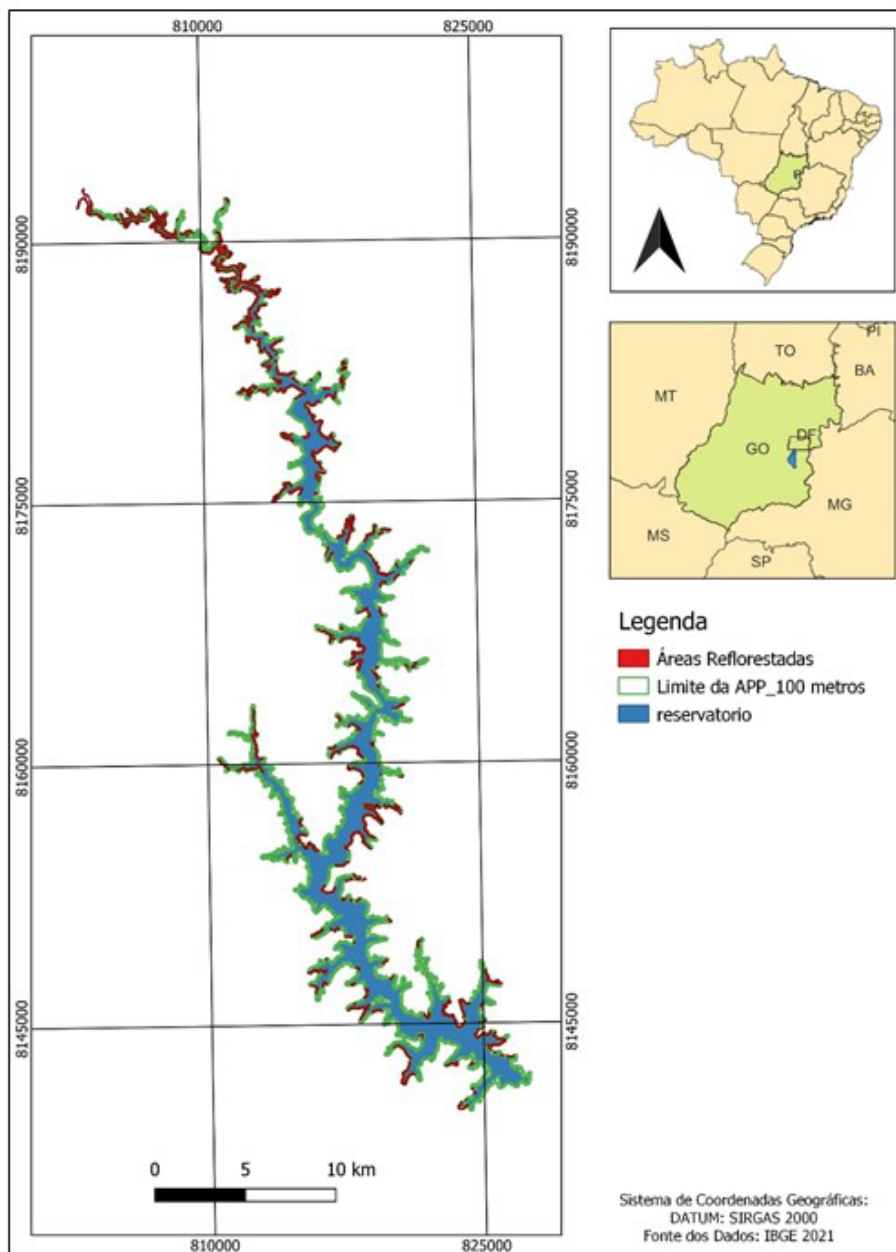 810000
825000
8190000
8190000
8175000
8175000
8160000
8160000
8145000
8145000
0 5 10 km
810000
825000
TO
PI
BA
MT
DF
GO
MG
MS
SP
Legenda
Áreas Reflorestadas
Limite da APP_100 metros
reservatorio
Sistema de Coordenadas Geográficas:
DATUM: SIRGAS 2000
Fonte dos Dados: IBGE 2021